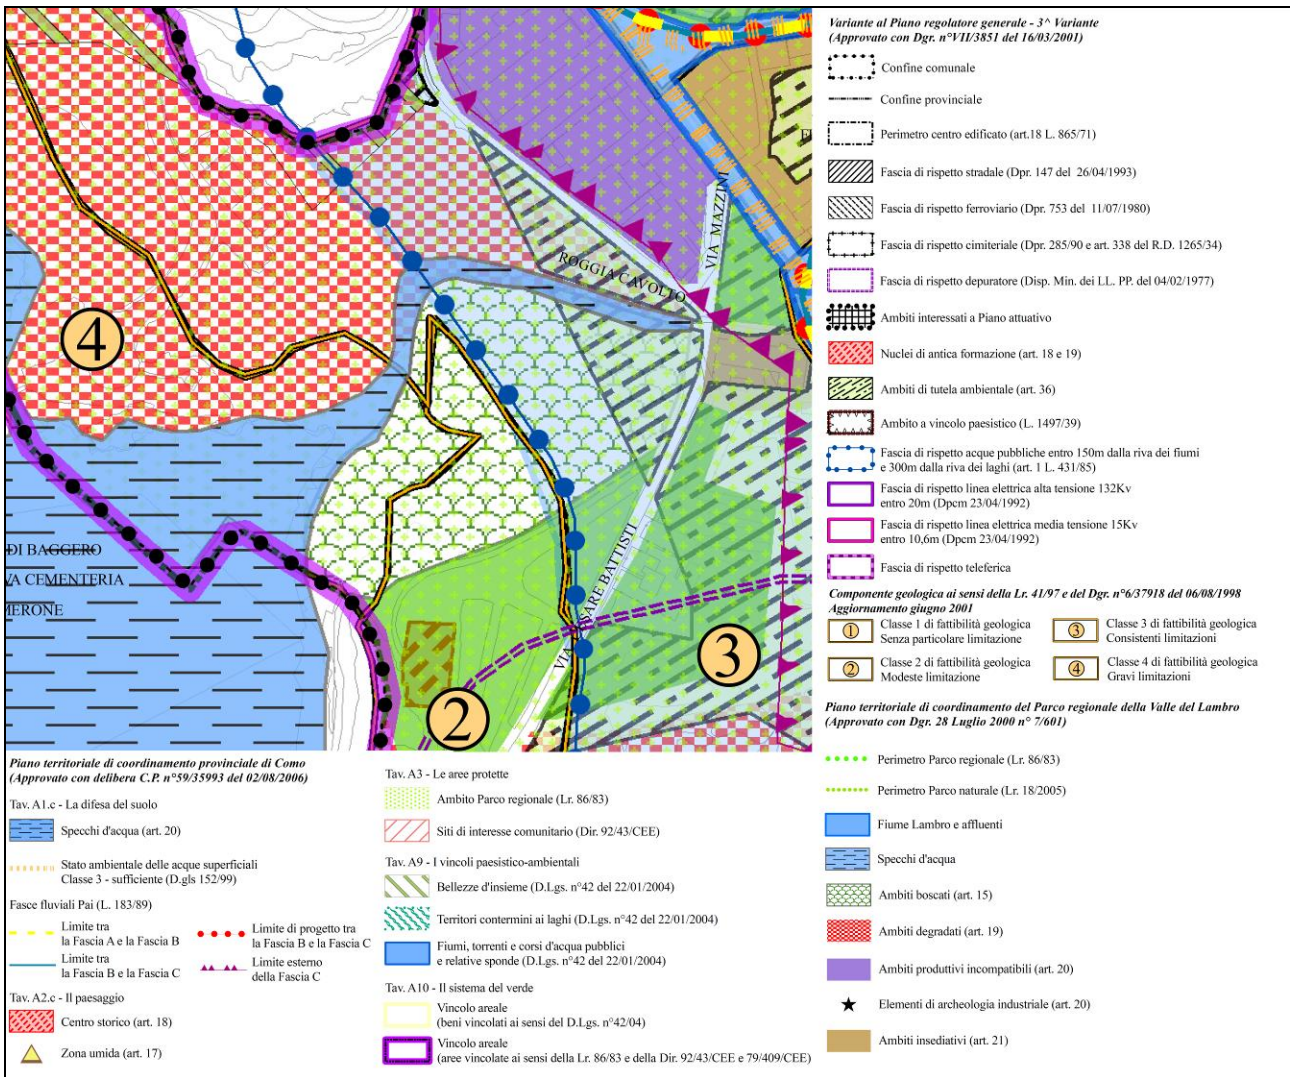 VIA MAZZINI
ROGGIA CAVOLTO
4
DI BAGGERO
VA CEMENTERIA
MERONE
VIA
SARE BATTISTI
3
2
Variante al Piano regolatore generale - 3^ Variante
(Approvato con Dgr. n°VII/3851 del 16/03/2001)
Confine comunale
Confine provinciale
Perimetro centro edificato (art.18 L. 865/71)
Fascia di rispetto stradale (Dpr. 147 del 26/04/1993)
Fascia di rispetto ferroviario (Dpr. 753 del 11/07/1980)
Fascia di rispetto cimiteriale (Dpr. 285/90 e art. 338 del R.D. 1265/34)
Fascia di rispetto depuratore (Disp. Min. dei LL. PP. del 04/02/1977)
Ambiti interessati a Piano attuativo
Nuclei di antica formazione (art. 18 e 19)
Ambiti di tutela ambientale (art. 36)
Ambito a vincolo paesistico (L. 1497/39)
Fascia di rispetto acque pubbliche entro 150m dalla riva dei fiumi
e 300m dalla riva dei laghi (art. 1 L. 431/85)
Fascia di rispetto linea elettrica alta tensione 132Kv
entro 20m (Dpcm 23/04/1992)
Fascia di rispetto linea elettrica media tensione 15Kv
entro 10,6m (Dpcm 23/04/1992)
Fascia di rispetto teleferica
Componente geologica ai sensi della Lr. 41/97 e del Dgr. n°6/37918 del 06/08/1998
Aggiornamento giugno 2001
1 Classe 1 di fattibilità geologica
Senza particolare limitazione
3 Classe 3 di fattibilità geologica
Consistenti limitazioni
2 Classe 2 di fattibilità geologica
Modeste limitazione
4 Classe 4 di fattibilità geologica
Gravi limitazioni
Piano territoriale di coordinamento del Parco regionale della Valle del Lambro
(Approvato con Dgr. 28 Luglio 2000 n° 7/601)
Perimetro Parco regionale (Lr. 86/83)
Perimetro Parco naturale (Lr. 18/2005)
Fiume Lambro e affluenti
Specchi d'acqua
Ambiti boscati (art. 15)
Ambiti degradati (art. 19)
Ambiti produttivi incompatibili (art. 20)
Elementi di archeologia industriale (art. 20)
Ambiti insediativi (art. 21)
Piano territoriale di coordinamento provinciale di Como
(Approvato con delibera C.P. n°59/35993 del 02/08/2006)
Tav. A1.c - La difesa del suolo
Specchi d'acqua (art. 20)
Stato ambientale delle acque superficiali
Classe 3 - sufficiente (D.gls 152/99)
Fasce fluviali Pai (L. 183/89)
Limite tra
la Fascia A e la Fascia B
Limite di progetto tra
la Fascia B e la Fascia C
Limite tra
la Fascia B e la Fascia C
Limite esterno
della Fascia C
Tav. A2.c - Il paesaggio
Centro storico (art. 18)
Zona umida (art. 17)
Tav. A3 - Le aree protette
Ambito Parco regionale (Lr. 86/83)
Siti di interesse comunitario (Dir. 92/43/CEE)
Tav. A9 - I vincoli paesistico-ambientali
Bellezze d'insieme (D.Lgs. n°42 del 22/01/2004)
Territori contermini ai laghi (D.Lgs. n°42 del 22/01/2004)
Fiumi, torrenti e corsi d'acqua pubblici
e relative sponde (D.Lgs. n°42 del 22/01/2004)
Tav. A10 - Il sistema del verde
Vincolo areale
(beni vincolati ai sensi del D.Lgs. n°42/04)
Vincolo areale
(aree vincolate ai sensi della Lr. 86/83 e della Dir. 92/43/CEE e 79/409/CEE)